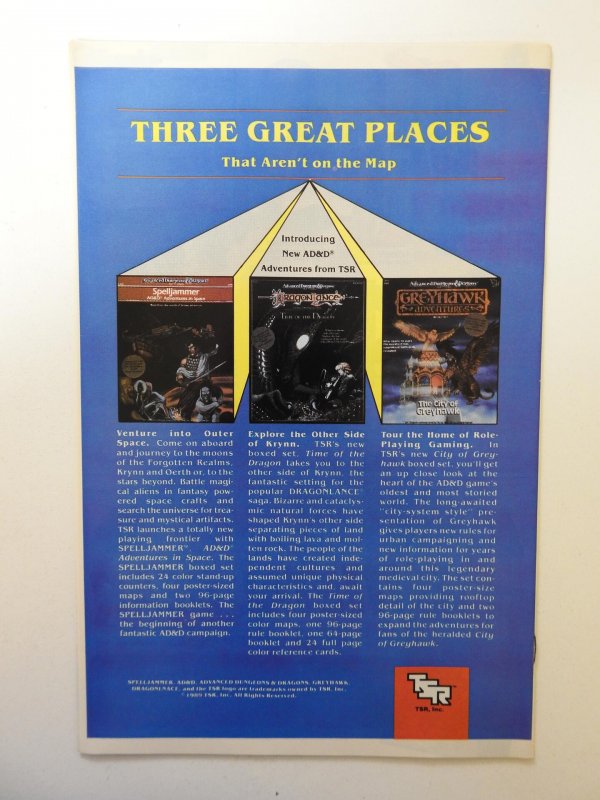 THREE GREAT PLACES
That Aren't on the Map
Introducing
New AD&D®
Adventures from TSR
Advanced Dungeons & Dragons
Spelljammer
AD&D® Adventures in Space
Advanced Dungeons & Dragons
DragonLance
Time of the Dragon
Advanced Dungeons & Dragons
GREYHAWK
ADVENTURES
The City of
Greyhawk
Venture into Outer
Space. Come on aboard
and journey to the moons
of the Forgotten Realms,
Krynn and Oerth or, to the
stars beyond. Battle magi-
cal aliens in fantasy pow-
ered space crafts and
search the universe for trea-
sure and mystical artifacts.
TSR launches a totally new
playing frontier with
SPELLJAMMER™. AD&D®
Adventures in Space. The
SPELLJAMMER boxed set
includes 24 color stand-up
counters, four poster-sized
maps and two 96-page
information booklets. The
SPELLJAMMER game . . .
the beginning of another
fantastic AD&D campaign.
Explore the Other Side
of Krynn. TSR's new
boxed set, Time of the
Dragon takes you to the
other side of Krynn, the
fantastic setting for the
popular DRAGONLANCE®
saga. Bizarre and cataclys-
mic natural forces have
shaped Krynn's other side
separating pieces of land
with boiling lava and mol-
ten rock. The people of the
lands have created inde-
pendent cultures and
assumed unique physical
characteristics and await
your arrival. The Time of
the Dragon boxed set
includes four poster-sized
color maps, one 96-page
rule booklet, one 64-page
booklet and 24 full page
color reference cards.
Tour the Home of Role-
Playing Gaming. In
TSR's new City of Grey-
hawk boxed set, you'll get
an up close look at the
heart of the AD&D game's
oldest and most storied
world. The long-awaited
"city-system style" pre-
sentation of Greyhawk
gives players new rules for
urban campaigning and
new information for years
of role-playing in and
around this legendary
medieval city. The set con-
tains four poster-size
maps providing rooftop
detail of the city and two
96-page rule booklets to
expand the adventures for
fans of the heralded City
of Greyhawk.
SPELLJAMMER, AD&D, ADVANCED DUNGEONS & DRAGONS, GREYHAWK,
DRAGONLNACE, and the TSR logo are trademarks owned by TSR, Inc.
©1989 TSR, Inc. All Rights Reserved.
TSR
TSR, Inc.